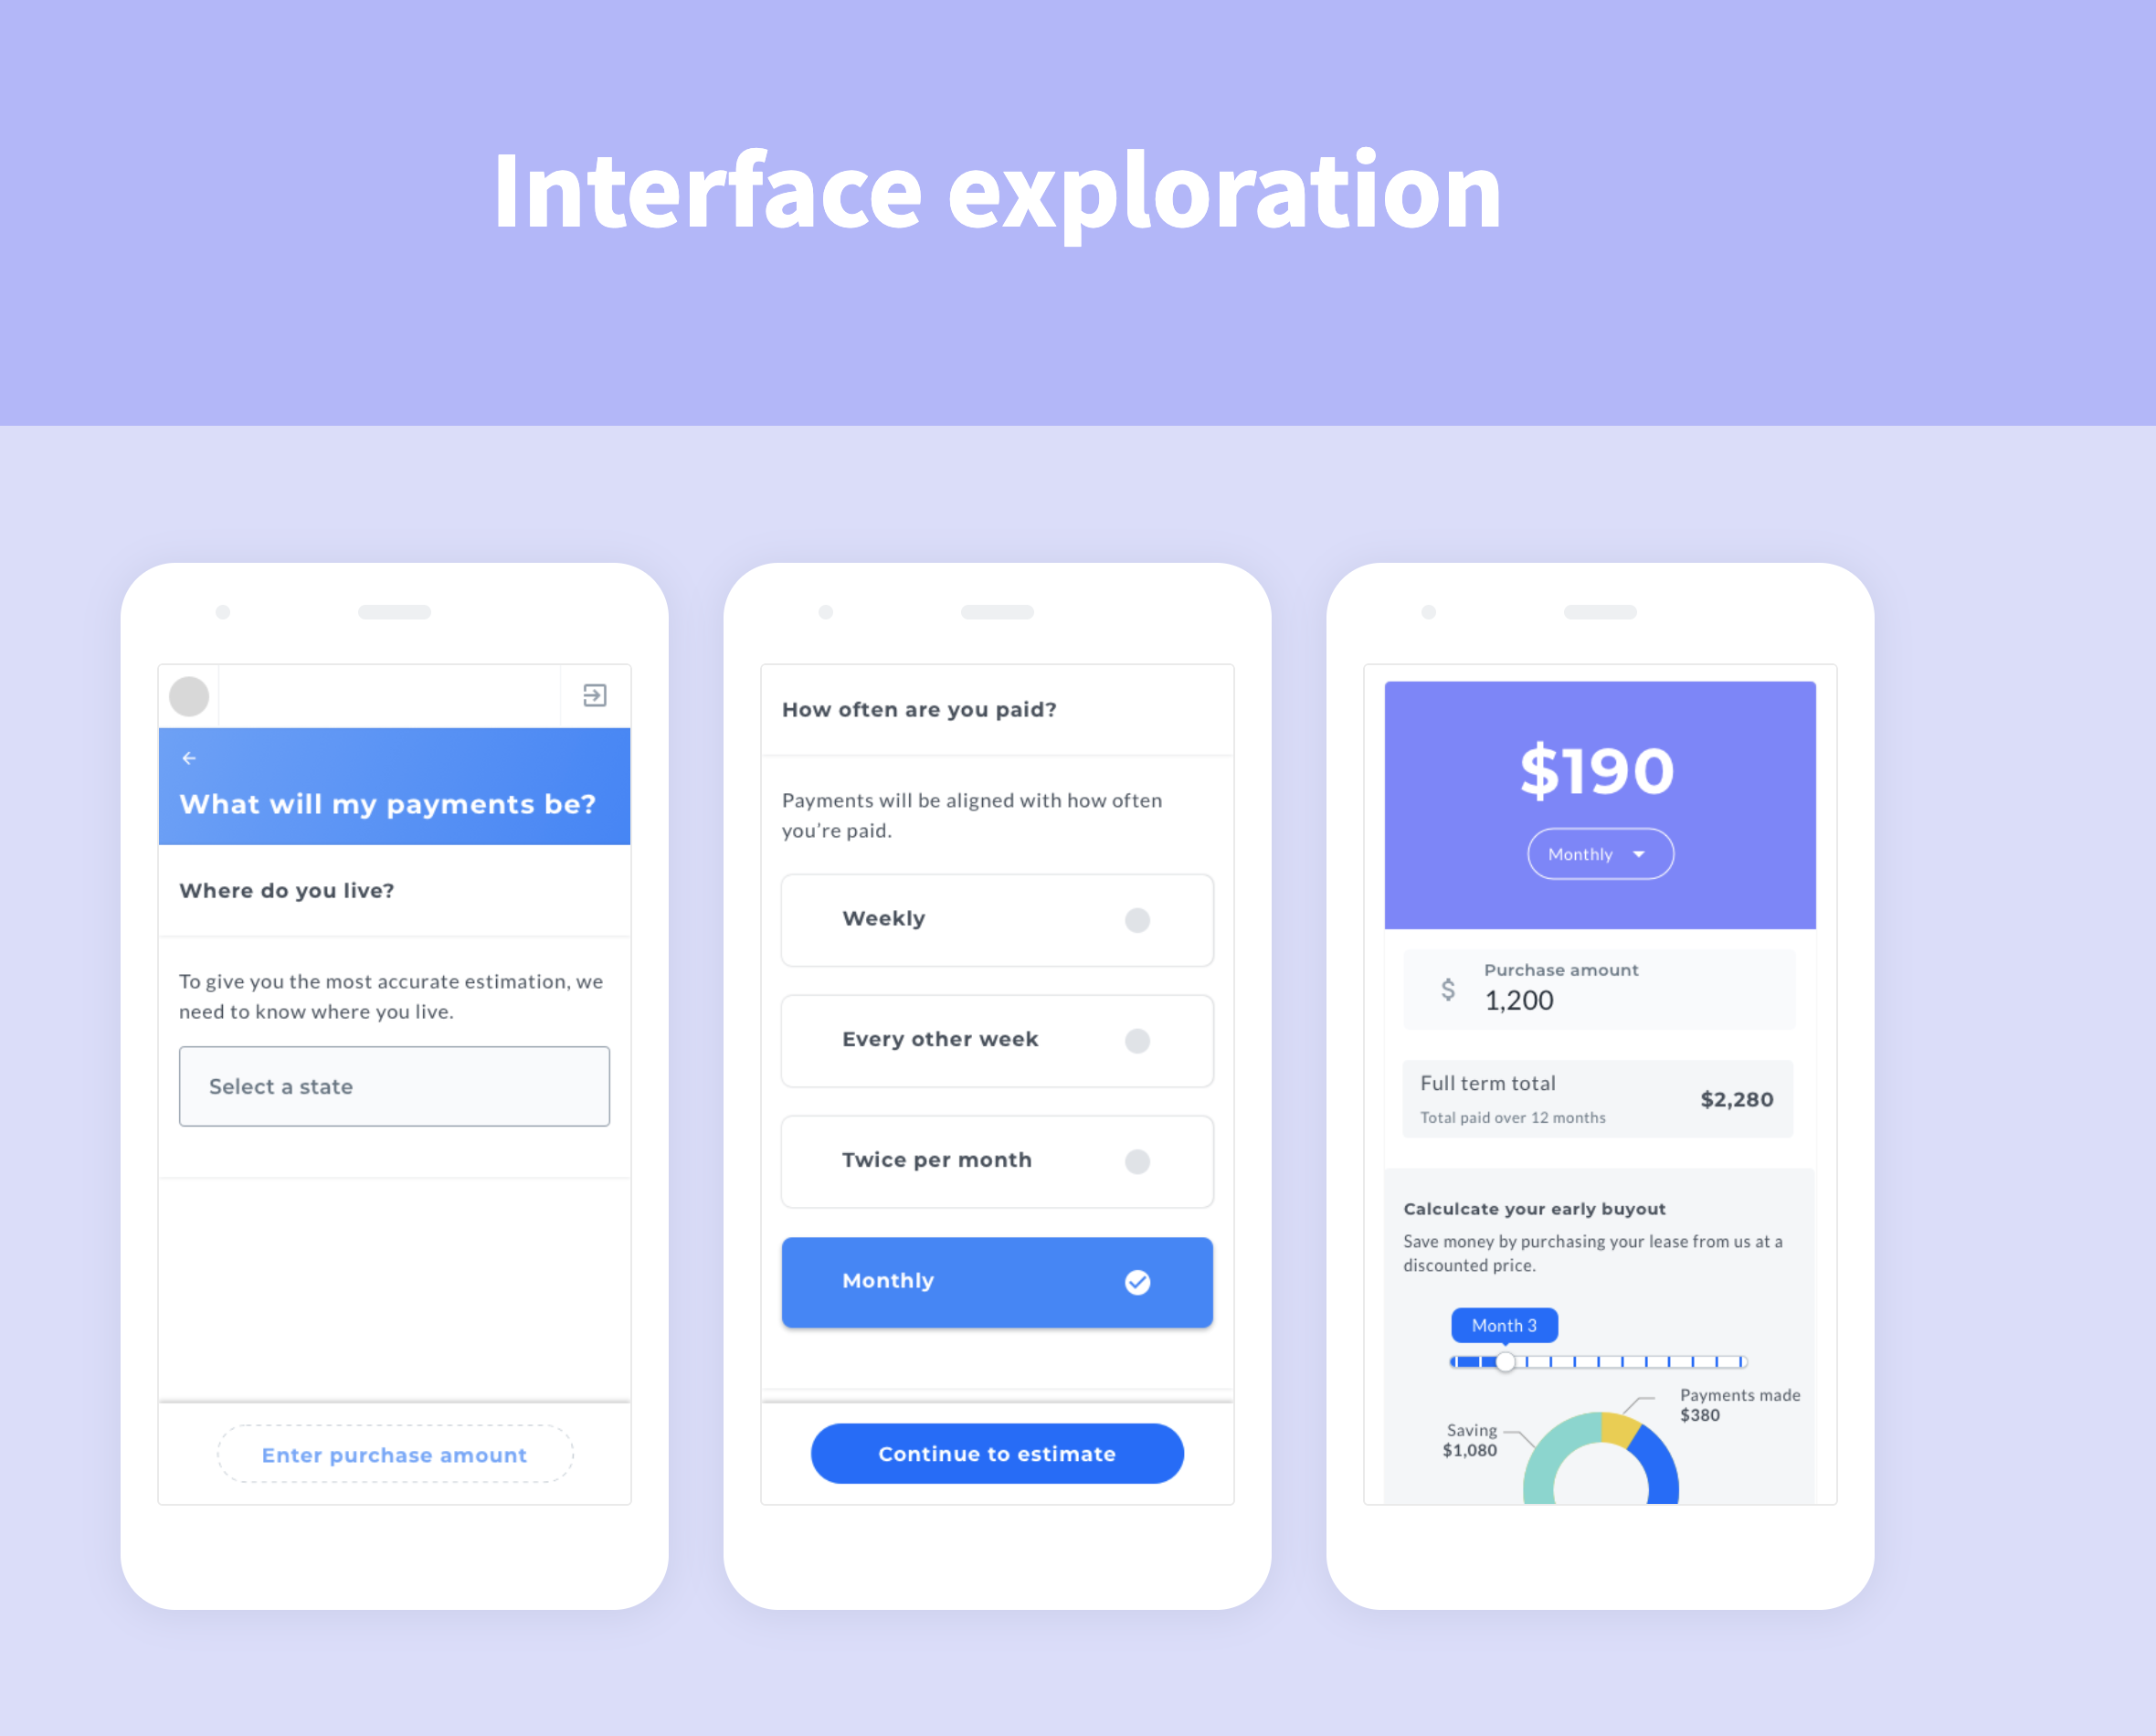 Interface exploration
What will my payments be?
Where do you live?
To give you the most accurate estimation, we
need to know where you live.
Select a state
Enter purchase amount
How often are you paid?
Payments will be aligned with how often
you’re paid.
Weekly
Every other week
Twice per month
Monthly
Continue to estimate
$190
Monthly
Purchase amount
$ 1,200
Full term total
$2,280
Total paid over 12 months
Calculcate your early buyout
Save money by purchasing your lease from us at a
discounted price.
Month 3
Payments made
$380
Saving
$1,080